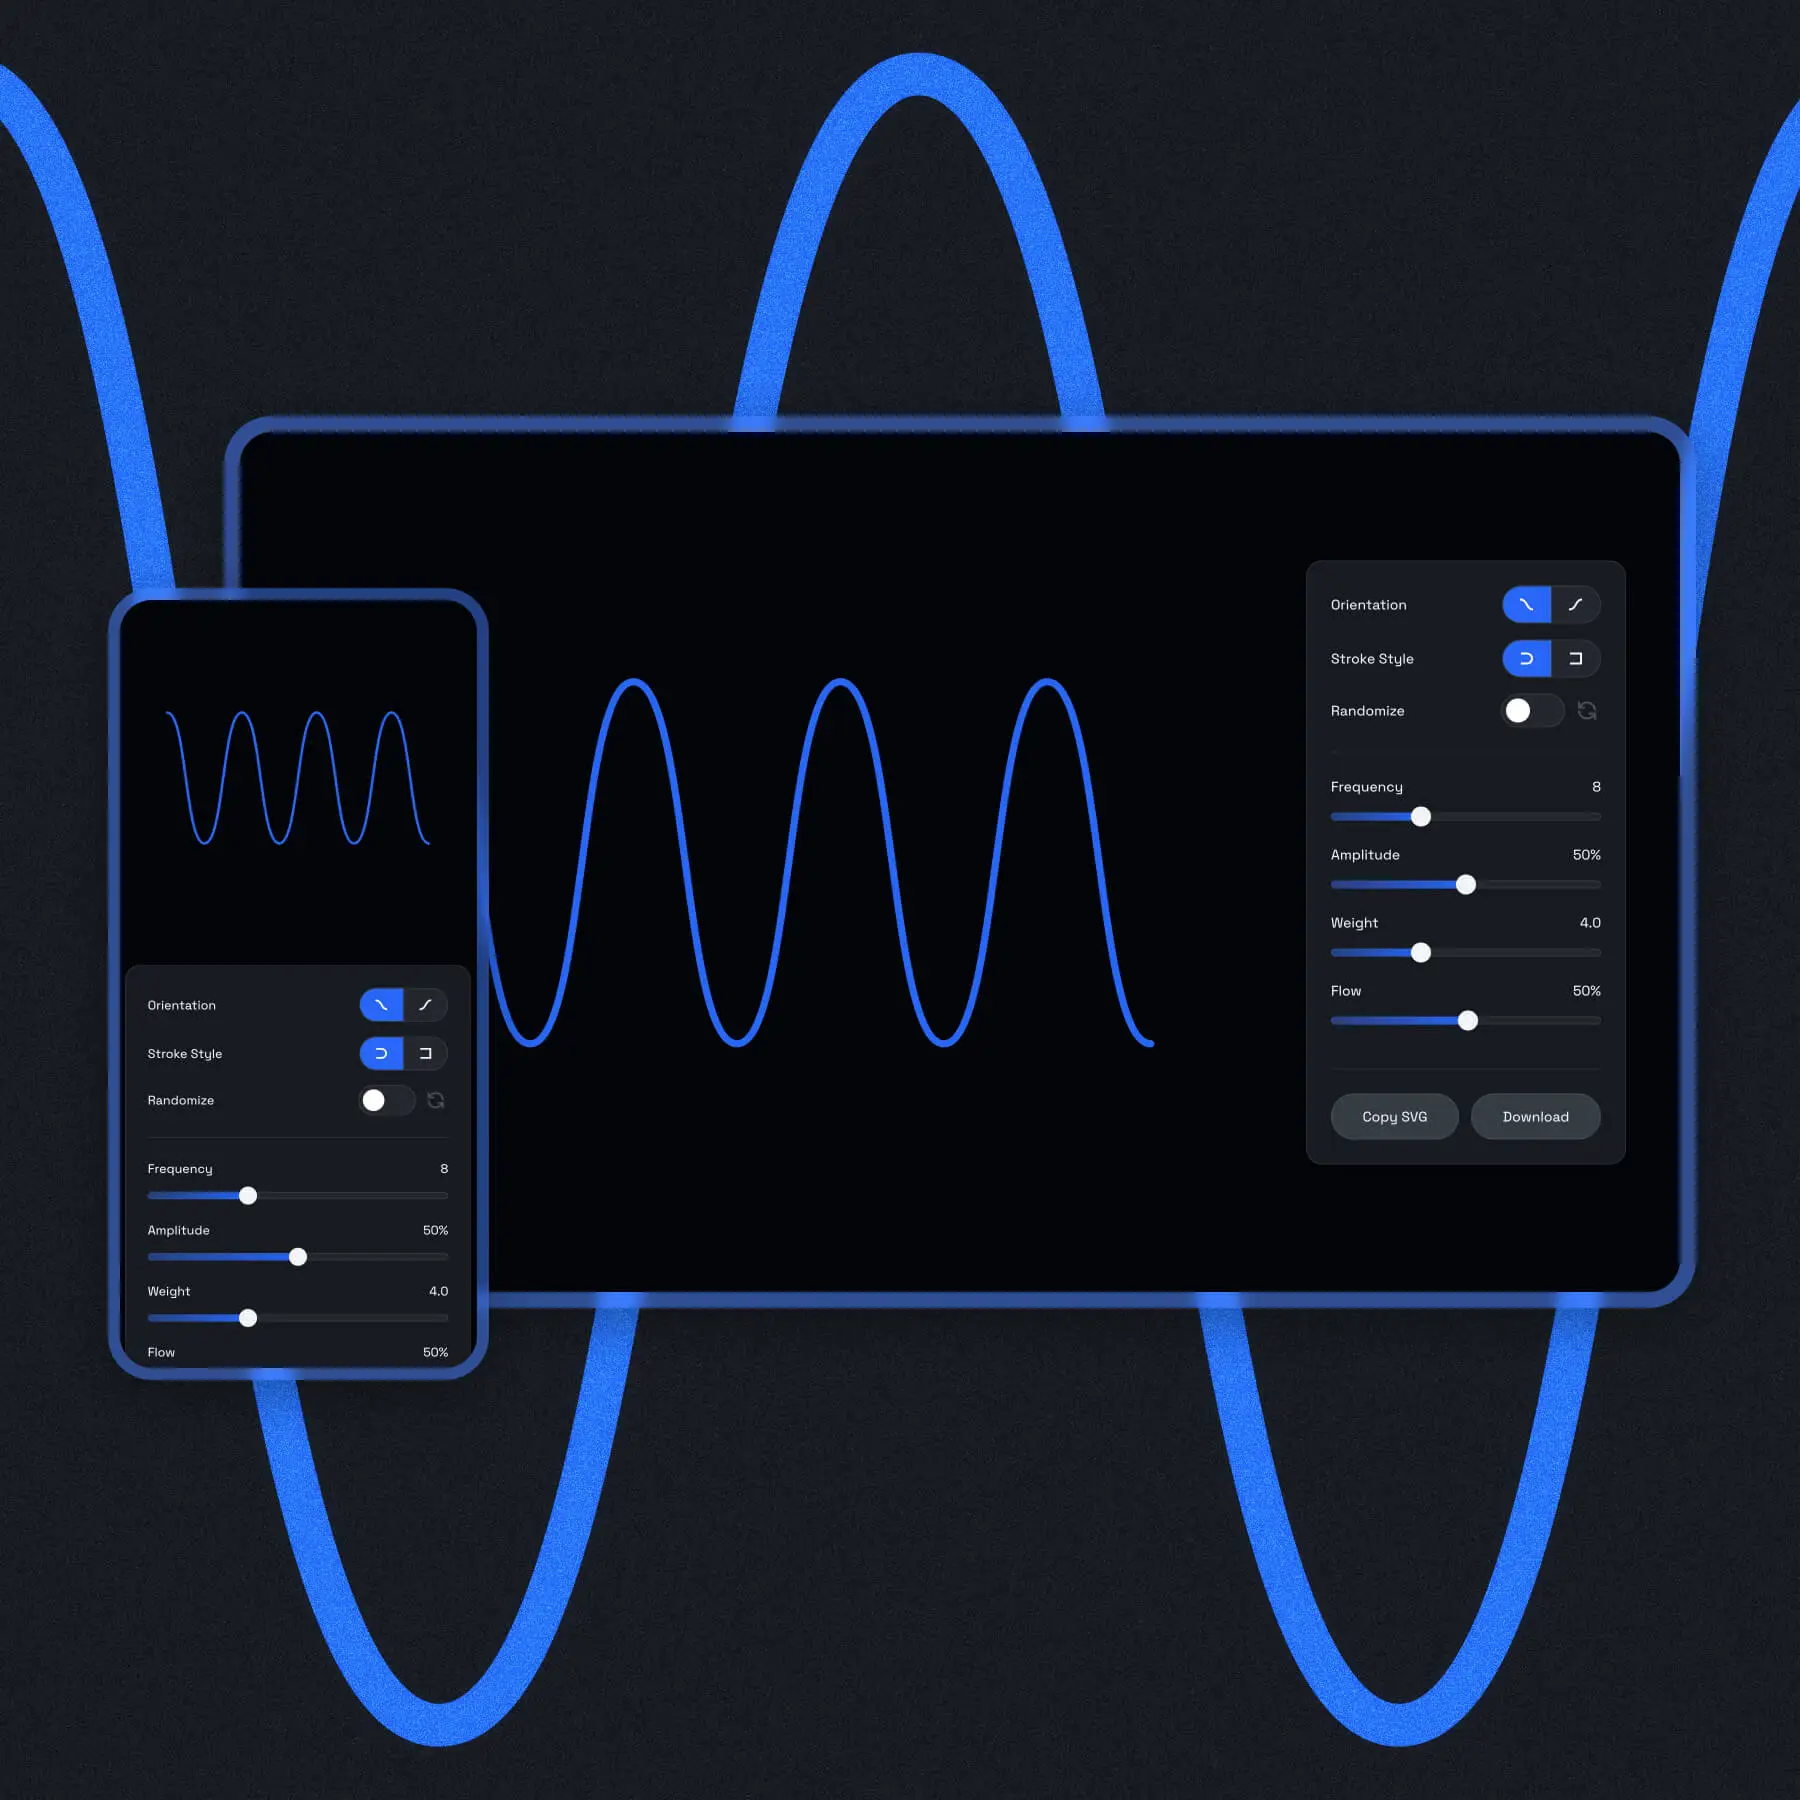 Orientation
Stroke Style
Randomize
Frequency 8
Amplitude 50%
Weight 4.0
Flow 50%
Copy SVG Download
Orientation
Stroke Style
Randomize
Frequency 8
Amplitude 50%
Weight 4.0
Flow 50%